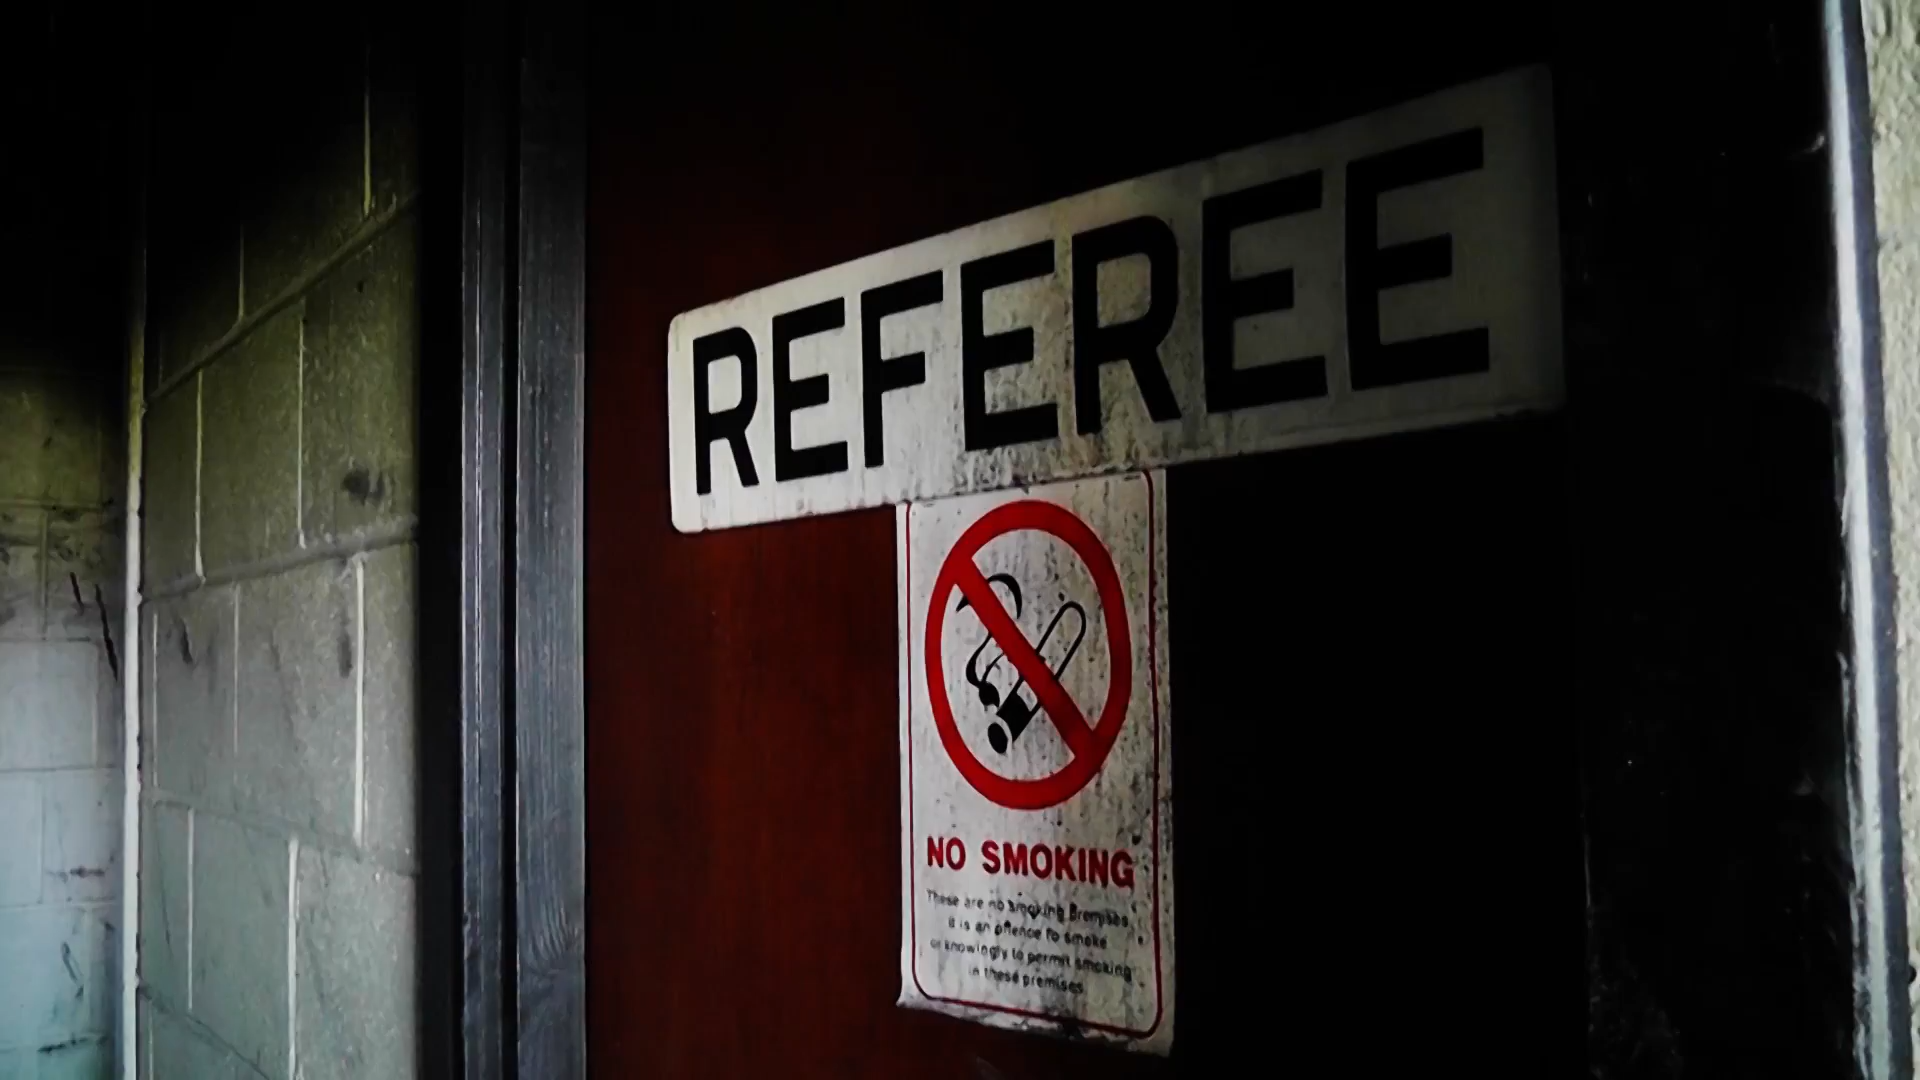 REFEREE
NO SMOKING
These are no smoking premises
it is an offence to smoke
or knowingly to permit smoking
in these premises